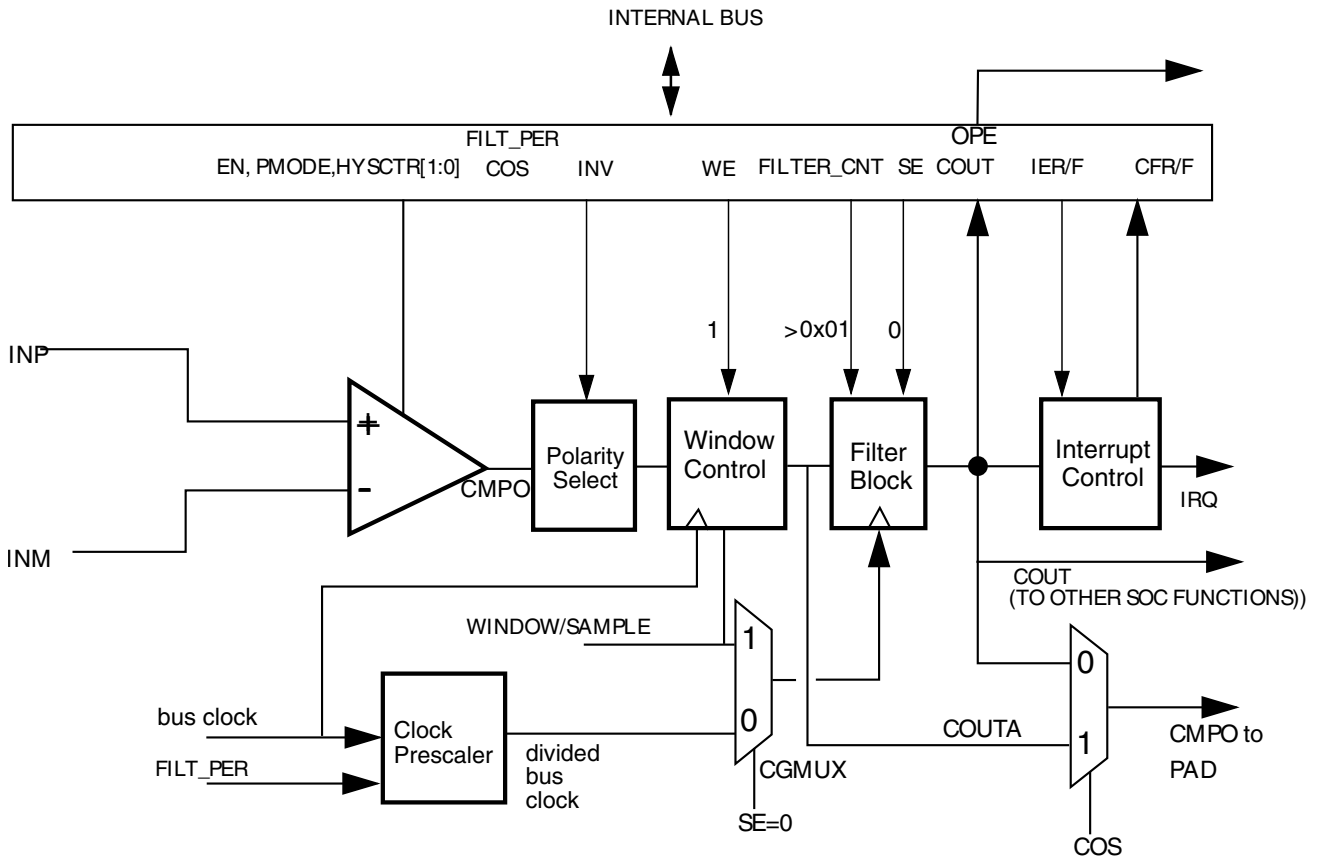 INTERNAL BUS
FILT_PER
OPE
EN, PMODE,HYSCTR[1:0]
COS
INV
WE
FILTER_CNT
SE
COUT
IER/F
CFR/F
1
>0x01
0
INP
+
-
INM
CMPO
Polarity
Select
Window
Control
Filter
Block
Interrupt
Control
IRQ
COUT
(TO OTHER SOC FUNCTIONS))
WINDOW/SAMPLE
1
0
CGMUX
SE=0
bus clock
FILT_PER
Clock
Prescaler
divided
bus
clock
COUTA
0
1
CMPO to
PAD
COS